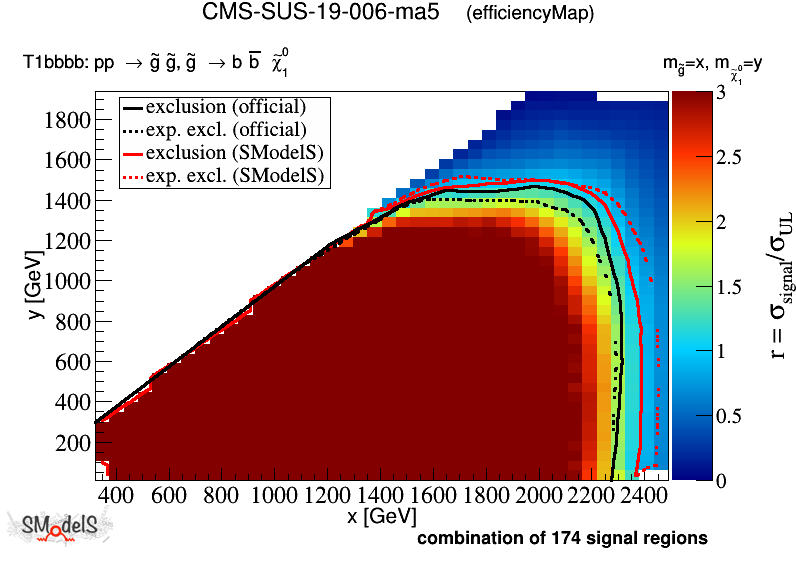 CMS-SUS-19-006-ma5 (efficiencyMap)
T1bbbb: pp → g̃ g̃, g̃ → b b̅ χ̃₁⁰
m_g̃=x, m_χ̃₁⁰=y
exclusion (official)
exp. excl. (official)
exclusion (SModelS)
exp. excl. (SModelS)
1800
1600
1400
1200
1000
800
600
400
200
y [GeV]
400 600 800 1000 1200 1400 1600 1800 2000 2200 2400
x [GeV]
3
2.5
2
1.5
1
0.5
0
r = σ_signal/σ_UL
SModelS
combination of 174 signal regions